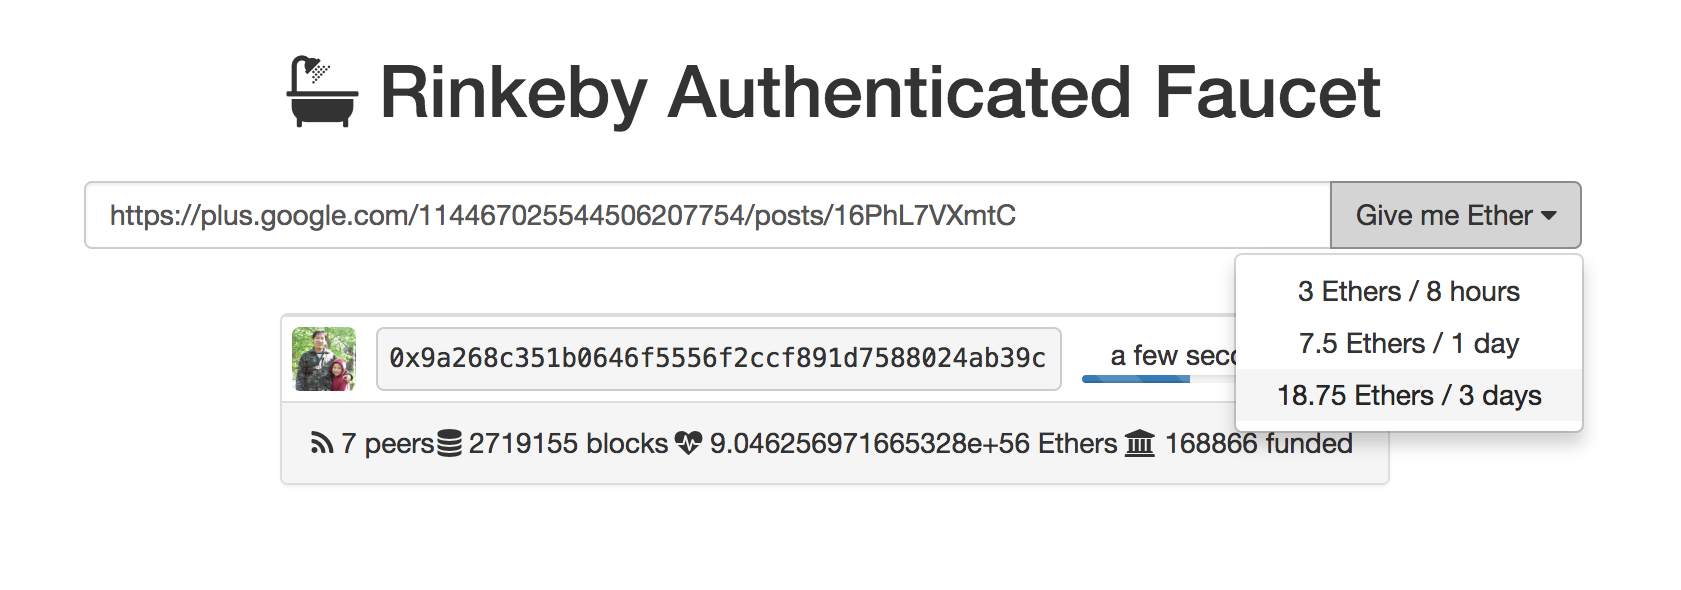 Rinkeby Authenticated Faucet
https://plus.google.com/114467025544506207754/posts/16PhL7VXmtC
Give me Ether
3 Ethers / 8 hours
7.5 Ethers / 1 day
18.75 Ethers / 3 days
0x9a268c351b0646f5556f2ccf891d7588024ab39c
a few
7 peers 2719155 blocks 9.046256971665328e+56 Ethers 168866 funded